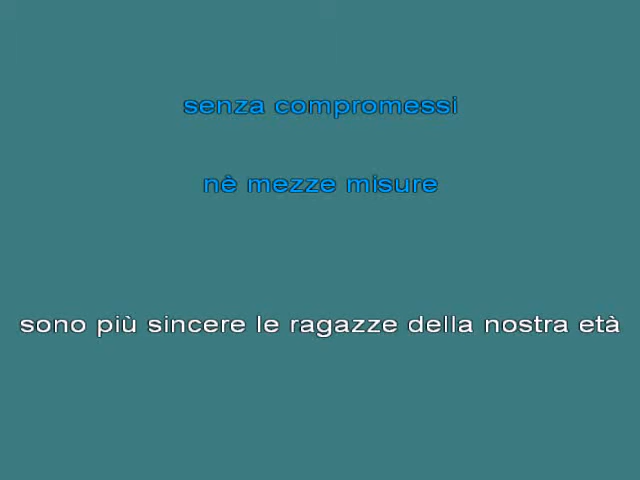 senza compromessi
nè mezze misure
sono più sincere le ragazze della nostra età